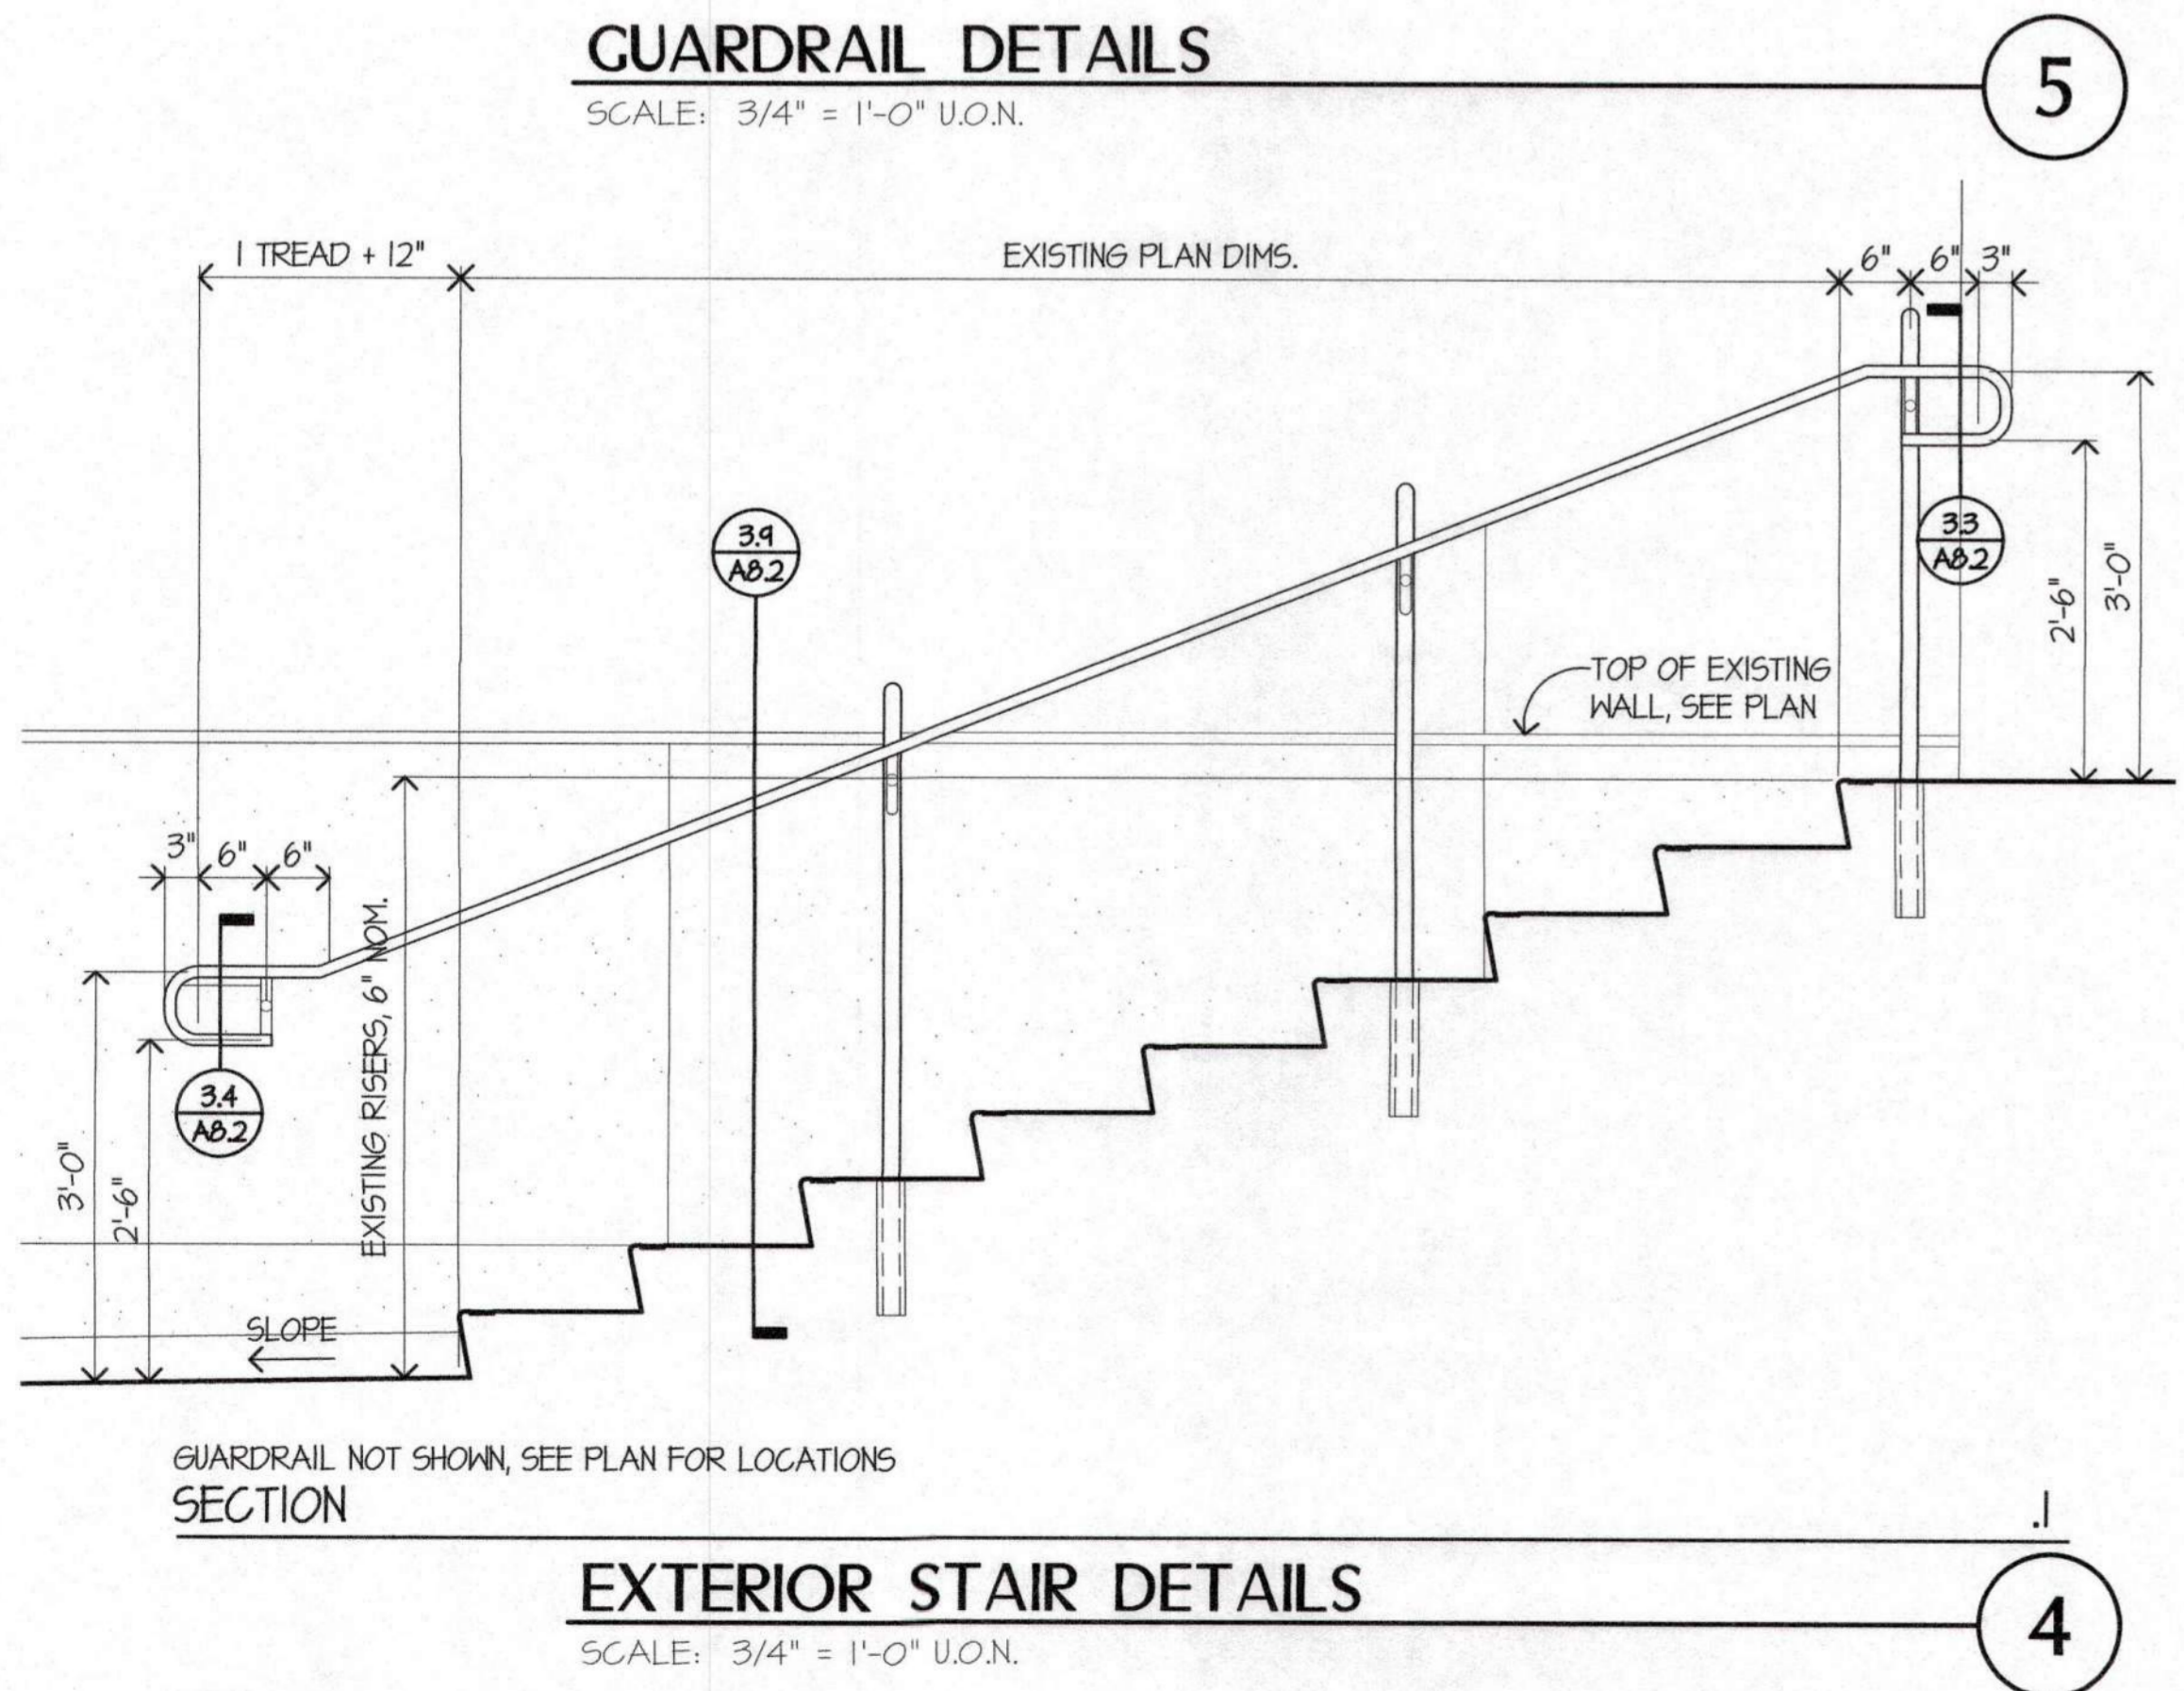 GUARDRAIL DETAILS
5
SCALE: 3/4" = 1'-0" U.O.N.
1 TREAD + 12"
EXISTING PLAN DIMS.
6"
6"
3"
3.9
A8.2
3.3
A8.2
2'-6"
3'-0"
TOP OF EXISTING
WALL, SEE PLAN
3"
6"
6"
EXISTING RISERS, 6" NOM.
3.4
A8.2
3'-0"
2'-6"
SLOPE
GUARDRAIL NOT SHOWN, SEE PLAN FOR LOCATIONS
SECTION
.1
EXTERIOR STAIR DETAILS
4
SCALE: 3/4" = 1'-0" U.O.N.